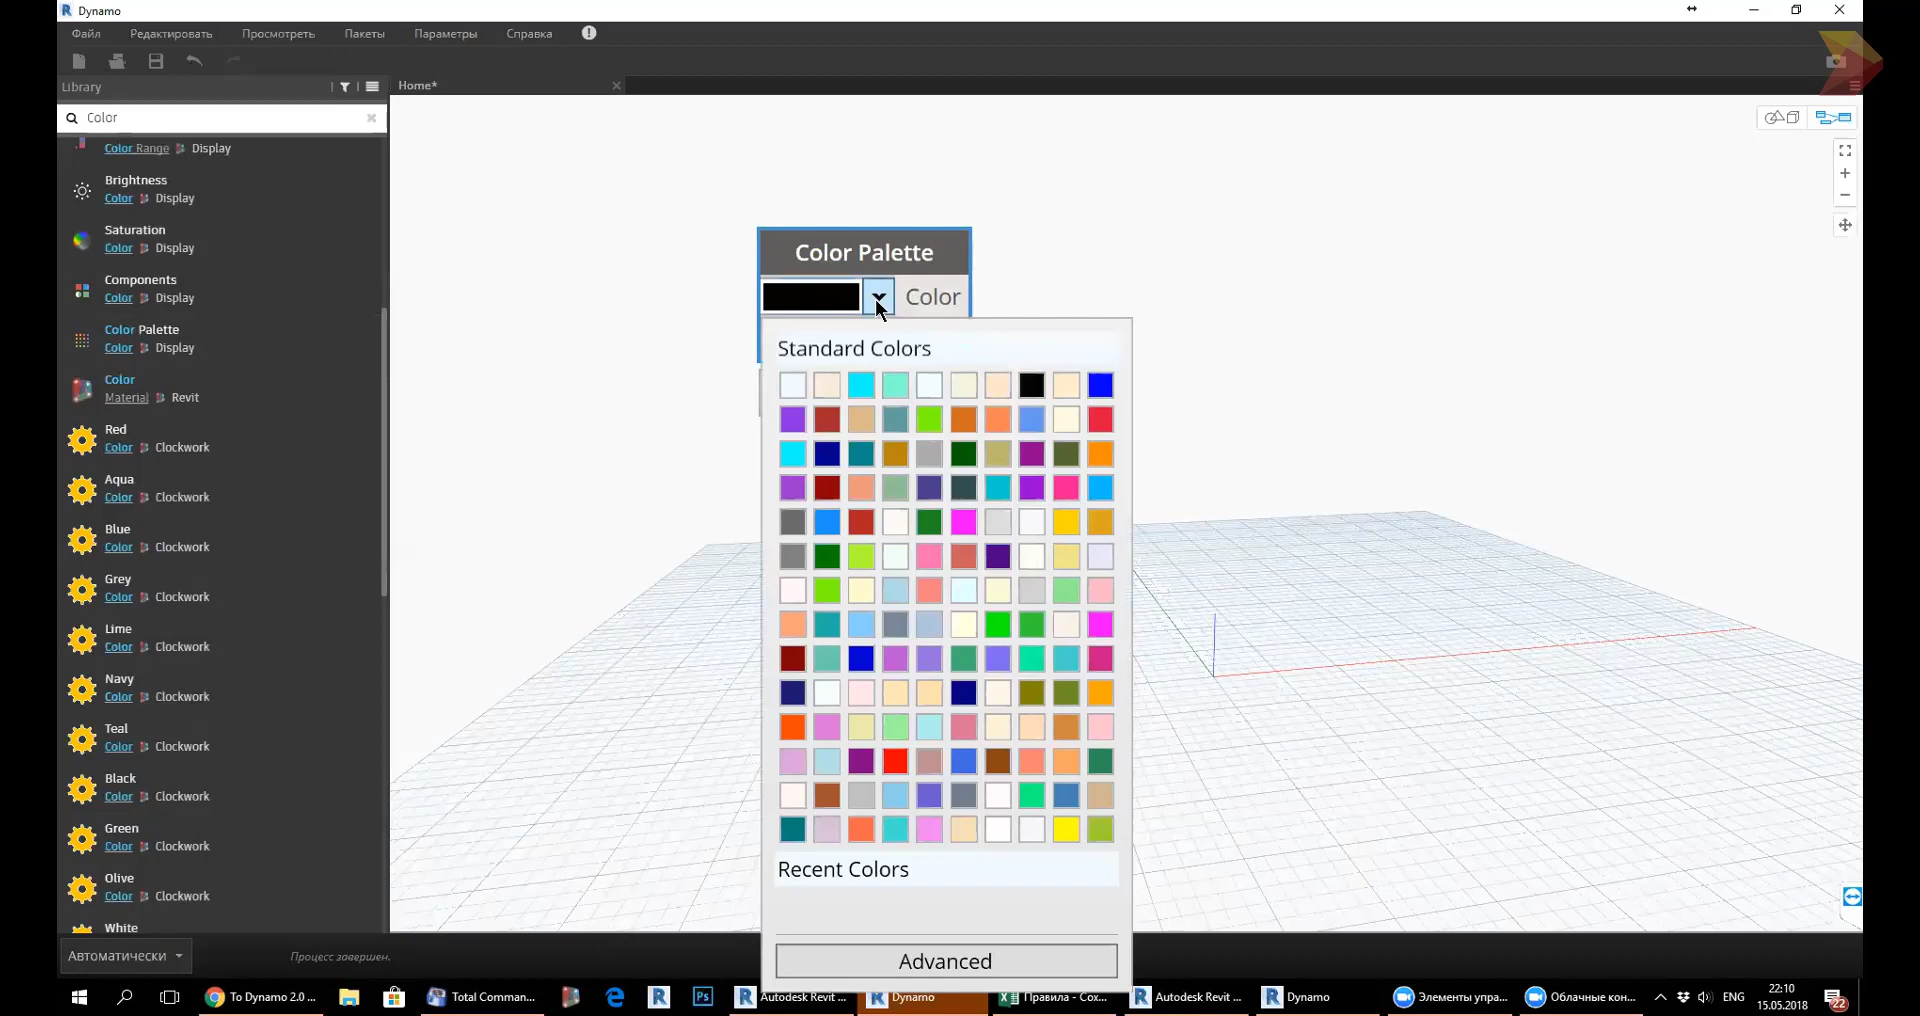 Dynamo
Файл Редактировать Просмотреть Пакеты Параметры Справка
Library
Home*
Color
Color Range Display
Brightness
Color Display
Saturation
Color Display
Components
Color Display
Color Palette
Color Display
Color
Material Revit
Red
Color Clockwork
Aqua
Color Clockwork
Blue
Color Clockwork
Grey
Color Clockwork
Lime
Color Clockwork
Navy
Color Clockwork
Teal
Color Clockwork
Black
Color Clockwork
Green
Color Clockwork
Olive
Color Clockwork
White
Color Palette
Color
Standard Colors
Recent Colors
Advanced
Автоматически
Процесс завершен.
To Dynamo 2.0 ...
Total Comman...
Ps
Autodesk Revit ...
Dynamo
Правила - Сох...
Autodesk Revit ...
Dynamo
Элементы упра...
Облачные кон...
ENG
22:10
15.05.2018
22